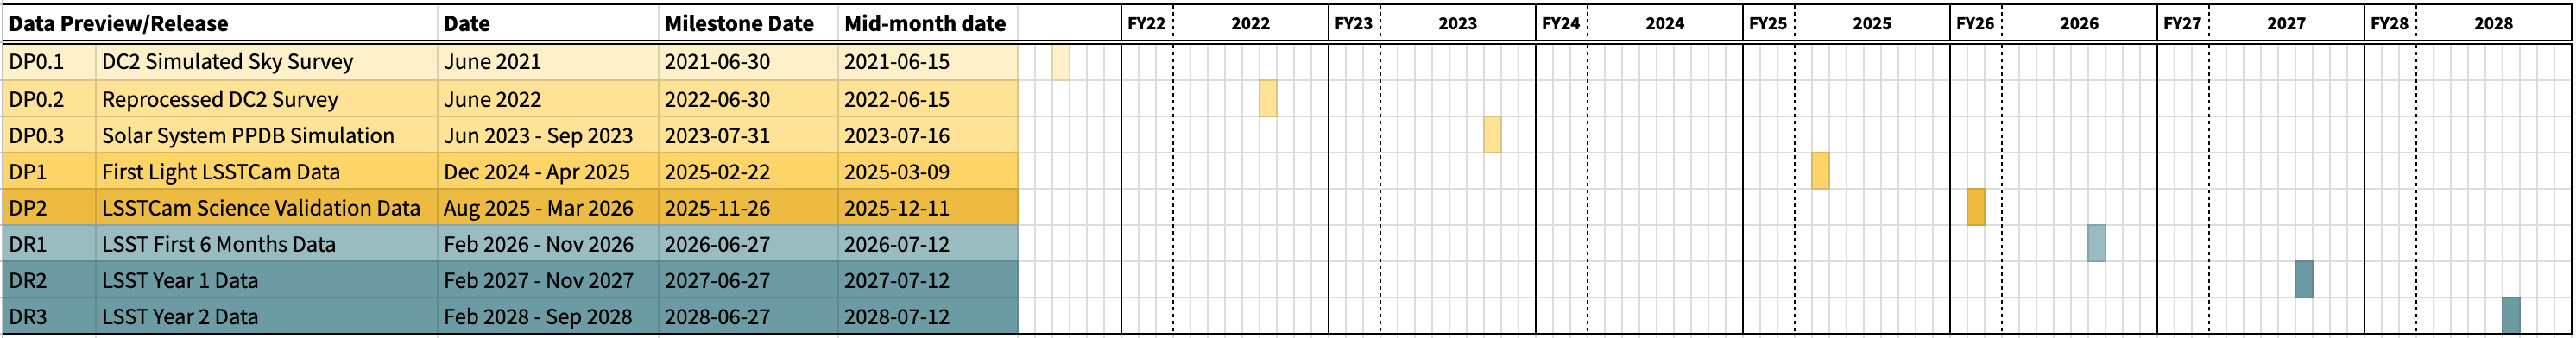 Data Preview/Release Date Milestone Date Mid-month date FY22 2022 FY23 2023 FY24 2024 FY25 2025 FY26 2026 FY27 2027 FY28 2028
DP0.1 DC2 Simulated Sky Survey June 2021 2021-06-30 2021-06-15
DP0.2 Reprocessed DC2 Survey June 2022 2022-06-30 2022-06-15
DP0.3 Solar System PPDB Simulation Jun 2023 - Sep 2023 2023-07-31 2023-07-16
DP1 First Light LSSTCam Data Dec 2024 - Apr 2025 2025-02-22 2025-03-09
DP2 LSSTCam Science Validation Data Aug 2025 - Mar 2026 2025-11-26 2025-12-11
DR1 LSST First 6 Months Data Feb 2026 - Nov 2026 2026-06-27 2026-07-12
DR2 LSST Year 1 Data Feb 2027 - Nov 2027 2027-06-27 2027-07-12
DR3 LSST Year 2 Data Feb 2028 - Sep 2028 2028-06-27 2028-07-12